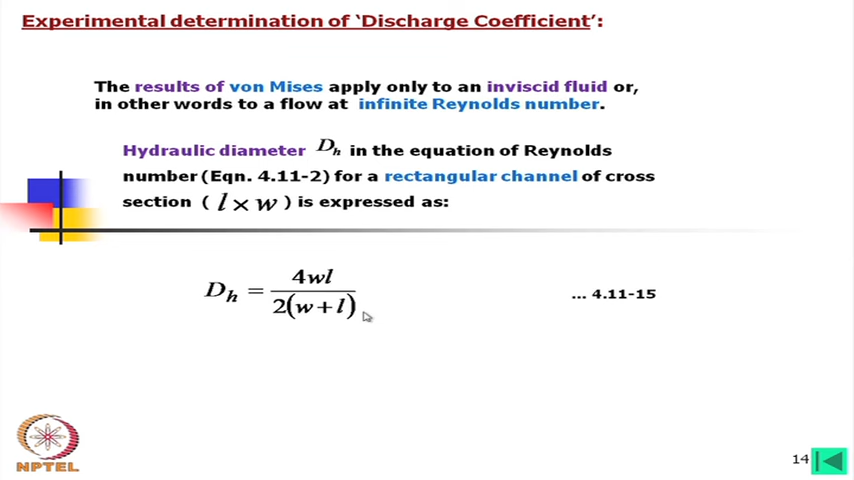 Experimental determination of ‘Discharge Coefficient’:
The results of von Mises apply only to an inviscid fluid or,
in other words to a flow at infinite Reynolds number.
Hydraulic diameter D_h in the equation of Reynolds
number (Eqn. 4.11-2) for a rectangular channel of cross
section ( l × w ) is expressed as:
D_h = 4wl / 2(w + l)
... 4.11-15
NPTEL
14